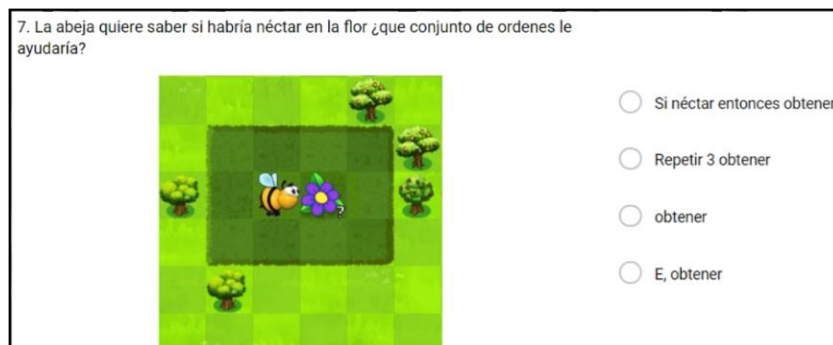 7. La abeja quiere saber si habría néctar en la flor ¿que conjunto de ordenes le
ayudaría?
Si néctar entonces obtener
Repetir 3 obtener
?
obtener
E, obtener